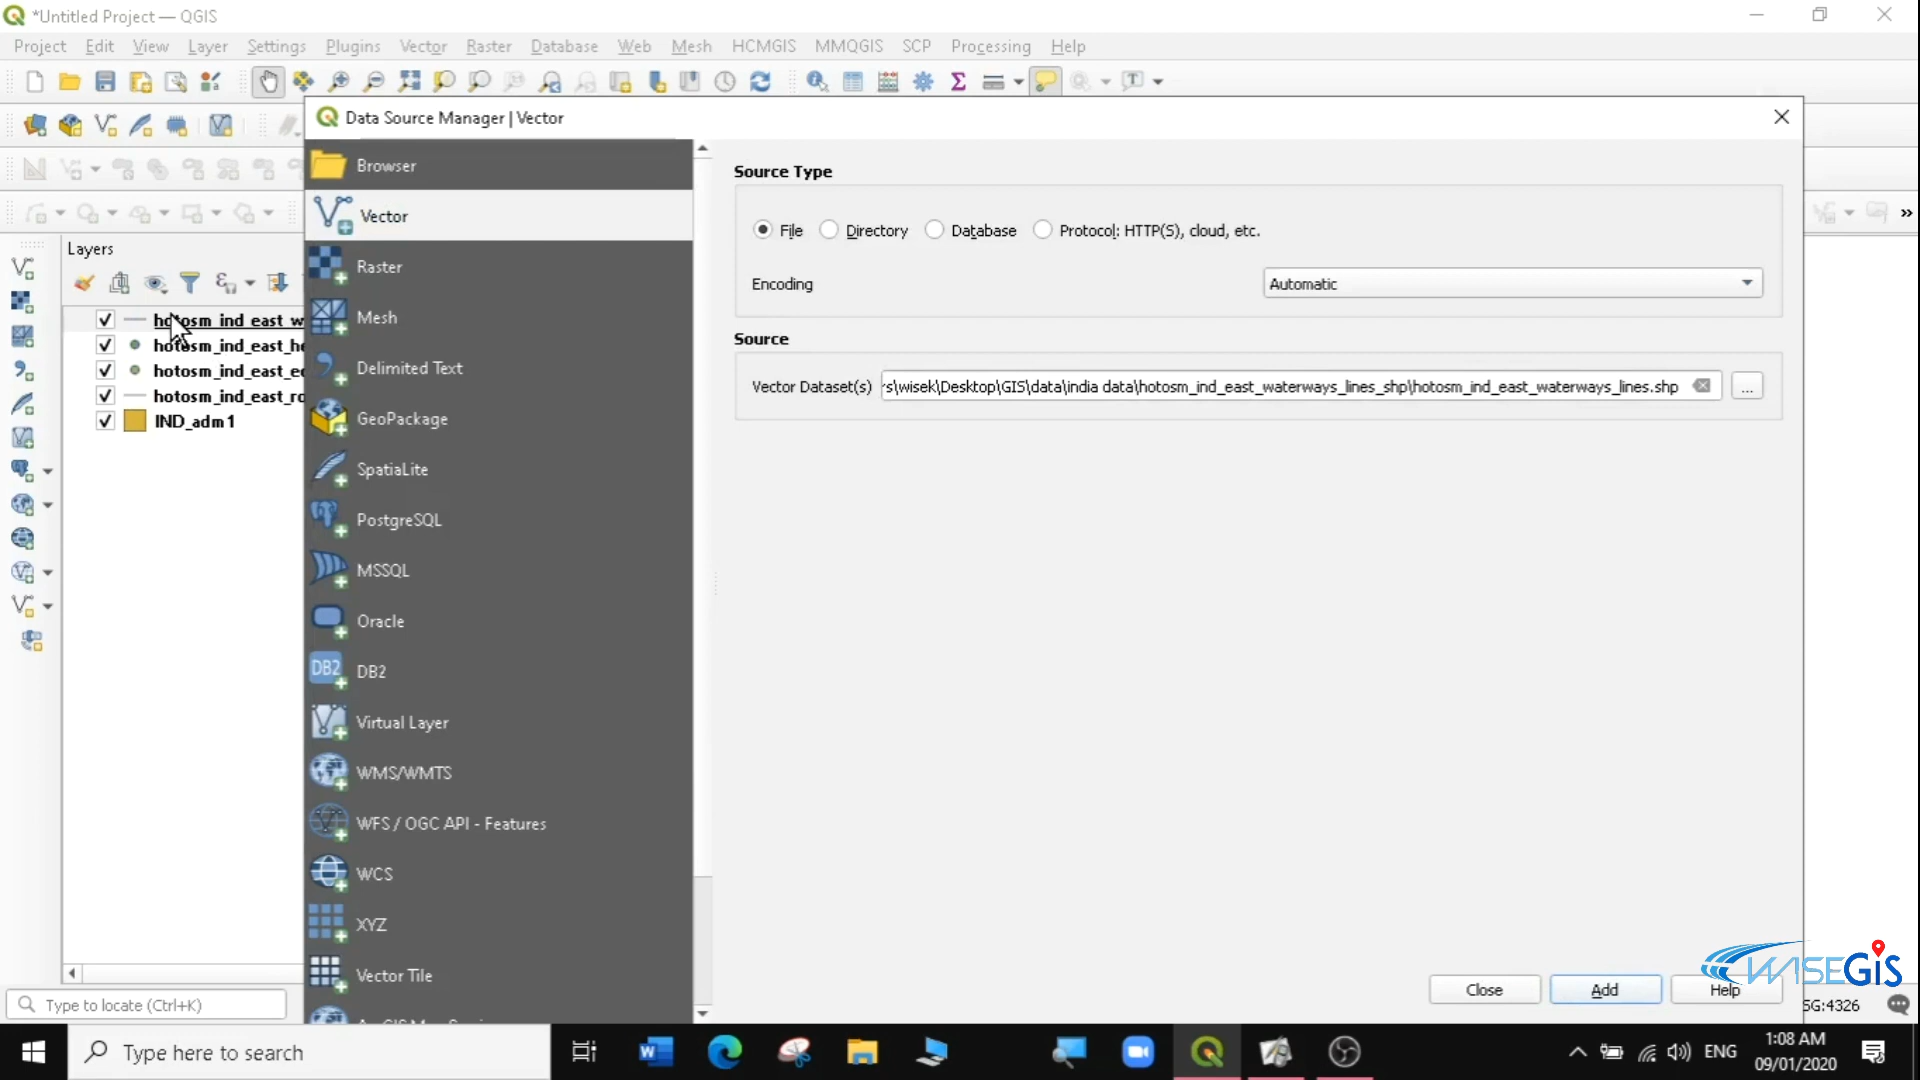 *Untitled Project — QGIS
Project Edit View Layer Settings Plugins Vector Raster Database Web Mesh HCMGIS MMQGIS SCP Processing Help
Data Source Manager | Vector
Browser
Vector
Raster
Mesh
Delimited Text
GeoPackage
SpatiaLite
PostgreSQL
MSSQL
Oracle
DB2
DB2
Virtual Layer
WMS/WMTS
WFS / OGC API - Features
WCS
XYZ
Vector Tile
Source Type
File Directory Database Protocol: HTTP(S), cloud, etc.
Encoding Automatic
Source
Vector Dataset(s) 's\wisek\Desktop\GIS\data\india data\hotosm_ind_east_waterways_lines_shp\hotosm_ind_east_waterways_lines.shp ...
Close Add Help
Layers
hotosm_ind_east_w
hotosm_ind_east_he
hotosm_ind_east_e
hotosm_ind_east_ro
IND_adm1
Type to locate (Ctrl+K)
5G:4326
WISEGIS
Type here to search
ENG
1:08 AM
09/01/2020